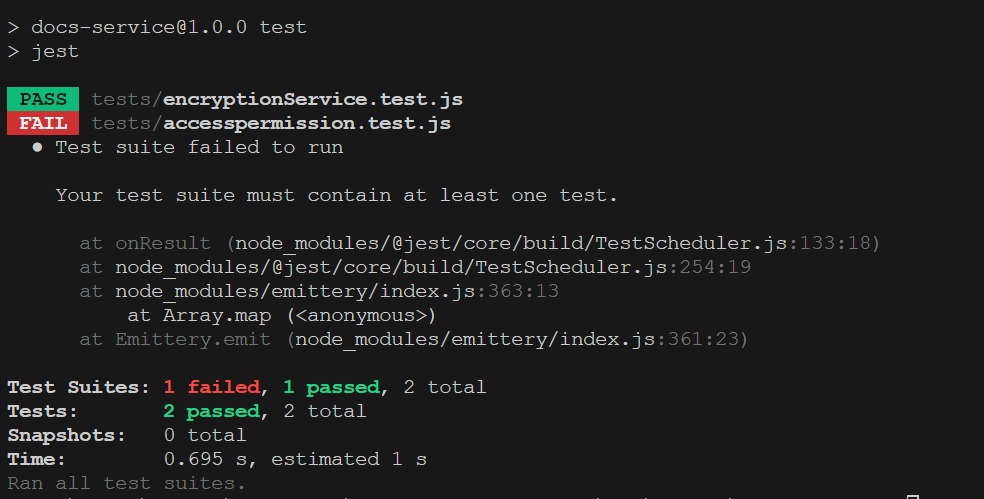 > docs-service@1.0.0 test
> jest
PASS tests/encryptionService.test.js
FAIL tests/accesspermission.test.js
● Test suite failed to run
Your test suite must contain at least one test.
at onResult (node_modules/@jest/core/build/TestScheduler.js:133:18)
at node_modules/@jest/core/build/TestScheduler.js:254:19
at node_modules/emittery/index.js:363:13
at Array.map (<anonymous>)
at Emittery.emit (node_modules/emittery/index.js:361:23)
Test Suites: 1 failed, 1 passed, 2 total
Tests: 2 passed, 2 total
Snapshots: 0 total
Time: 0.695 s, estimated 1 s
Ran all test suites.